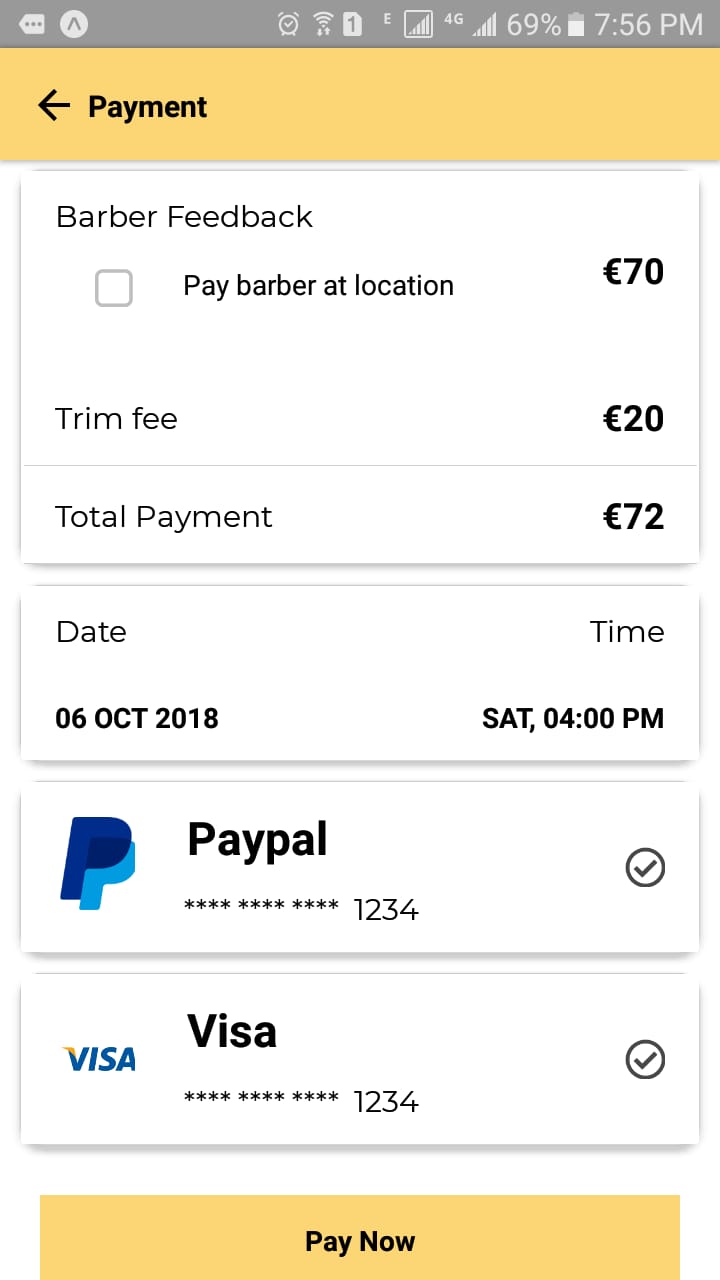 1 E 4G 69% 7:56 PM
Payment
Barber Feedback
Pay barber at location €70
Trim fee €20
Total Payment €72
Date Time
06 OCT 2018 SAT, 04:00 PM
Paypal
**** **** **** 1234
VISA Visa
**** **** **** 1234
Pay Now